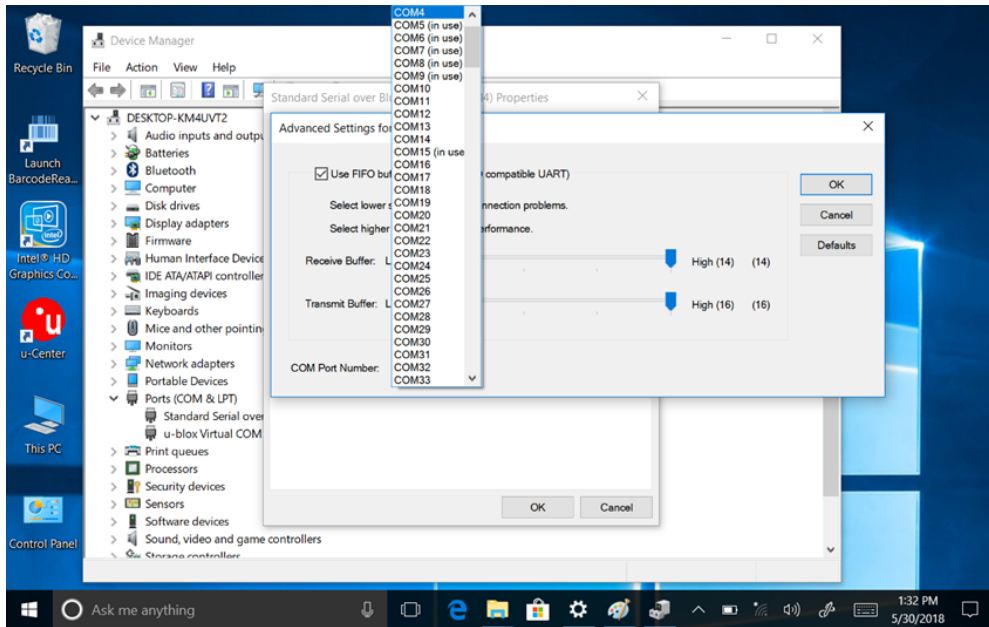 Recycle Bin
Launch
BarcodeRea...
Intel® HD
Graphics Co...
intel
u
u-Center
This PC
Control Panel
Device Manager
File Action View Help
DESKTOP-KM4UVT2
Audio inputs and outpu
Batteries
Bluetooth
Computer
Disk drives
Display adapters
Firmware
Human Interface Device
IDE ATA/ATAPI controller
Imaging devices
Keyboards
Mice and other pointin
Monitors
Network adapters
Portable Devices
Ports (COM & LPT)
Standard Serial over
u-blox Virtual COM
Print queues
Processors
Security devices
Sensors
Software devices
Sound, video and game controllers
Storage controllers
Standard Serial over Bl 4) Properties
OK Cancel
Advanced Settings for
Use FIFO buf compatible UART)
Select lower s nnection problems.
Select higher erformance.
Receive Buffer: L High (14) (14)
Transmit Buffer: L High (16) (16)
COM Port Number:
OK
Cancel
Defaults
COM4
COM5 (in use)
COM6 (in use)
COM7 (in use)
COM8 (in use)
COM9 (in use)
COM10
COM11
COM12
COM13
COM14
COM15 (in use
COM16
COM17
COM18
COM19
COM20
COM21
COM22
COM23
COM24
COM25
COM26
COM27
COM28
COM29
COM30
COM31
COM32
COM33
Ask me anything
1:32 PM
5/30/2018